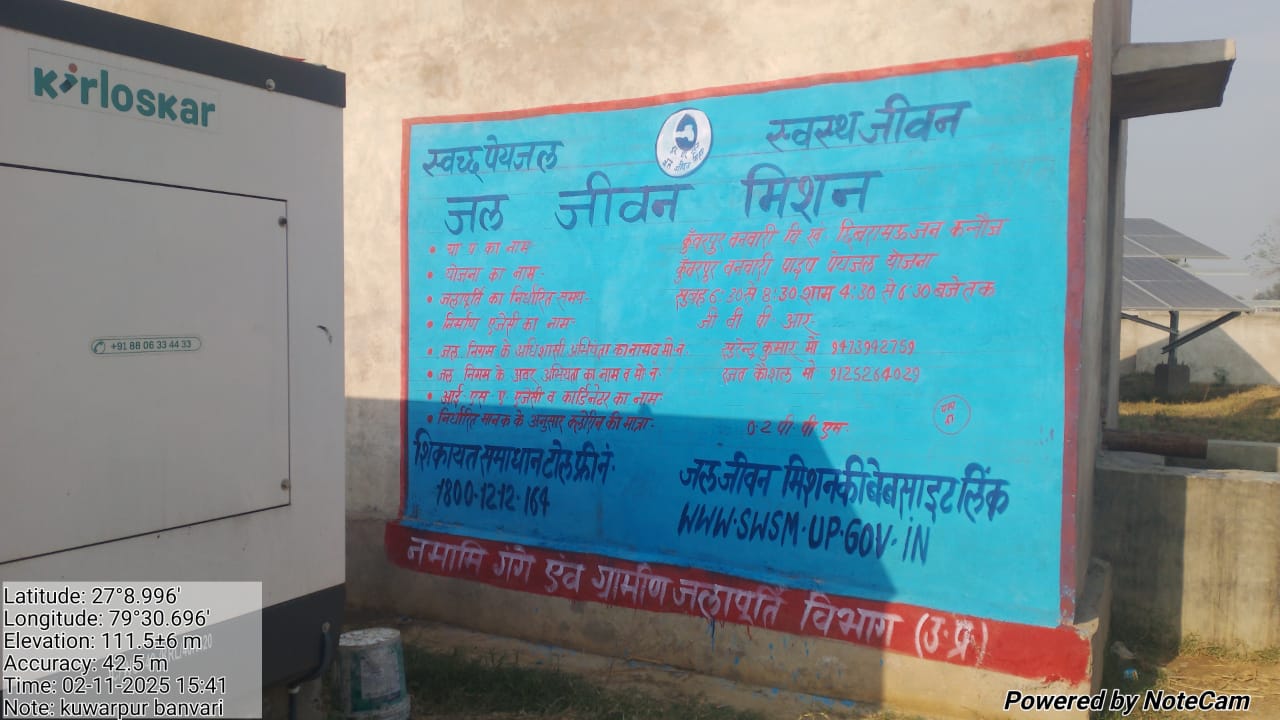 Kirloskar
+91 88 06 33 44 33
स्वच्छ पेयजल
स्वस्थ जीवन
जल जीवन मिशन
ग्रा पं का नाम कुँवरपुर बनवारी वि ख छिबरामऊ जन कन्नौज
योजना का नाम- कुँवरपुर बनवारी पाइप पेयजल योजना
जलापूर्ति का निर्धारित समय- सुबह 6:30 से 8:30 शाम 4:30 से 6:30 बजे तक
निर्माण एजेंसी का नाम- जी वी पी आर
जल निगम के अधिशासी अभियंता का नाम व मो नं. सुरेन्द्र कुमार मो 9473942759
जल निगम के अवर अभियंता का नाम व मो नं- रजत कौशल मो 9125264029
आई एस ए एजेंसी व कार्डिनेटर का नाम-
निर्धारित मानक के अनुसार क्लोरिन की मात्रा- 0.2 पी पी एम
शिकायत समाधान टोल फ्री नं.
1800.12.12.164
जल जीवन मिशन की बेबसाइट लिंक
WWW.SWSM.UP.GOV.IN
नमामि गंगे एंव ग्रामीण जलापूर्ति विभाग (उ.प्र)
Latitude: 27°8.996'
Longitude: 79°30.696'
Elevation: 111.5±6 m
Accuracy: 42.5 m
Time: 02-11-2025 15:41
Note: kuwarpur banvari
Powered by NoteCam